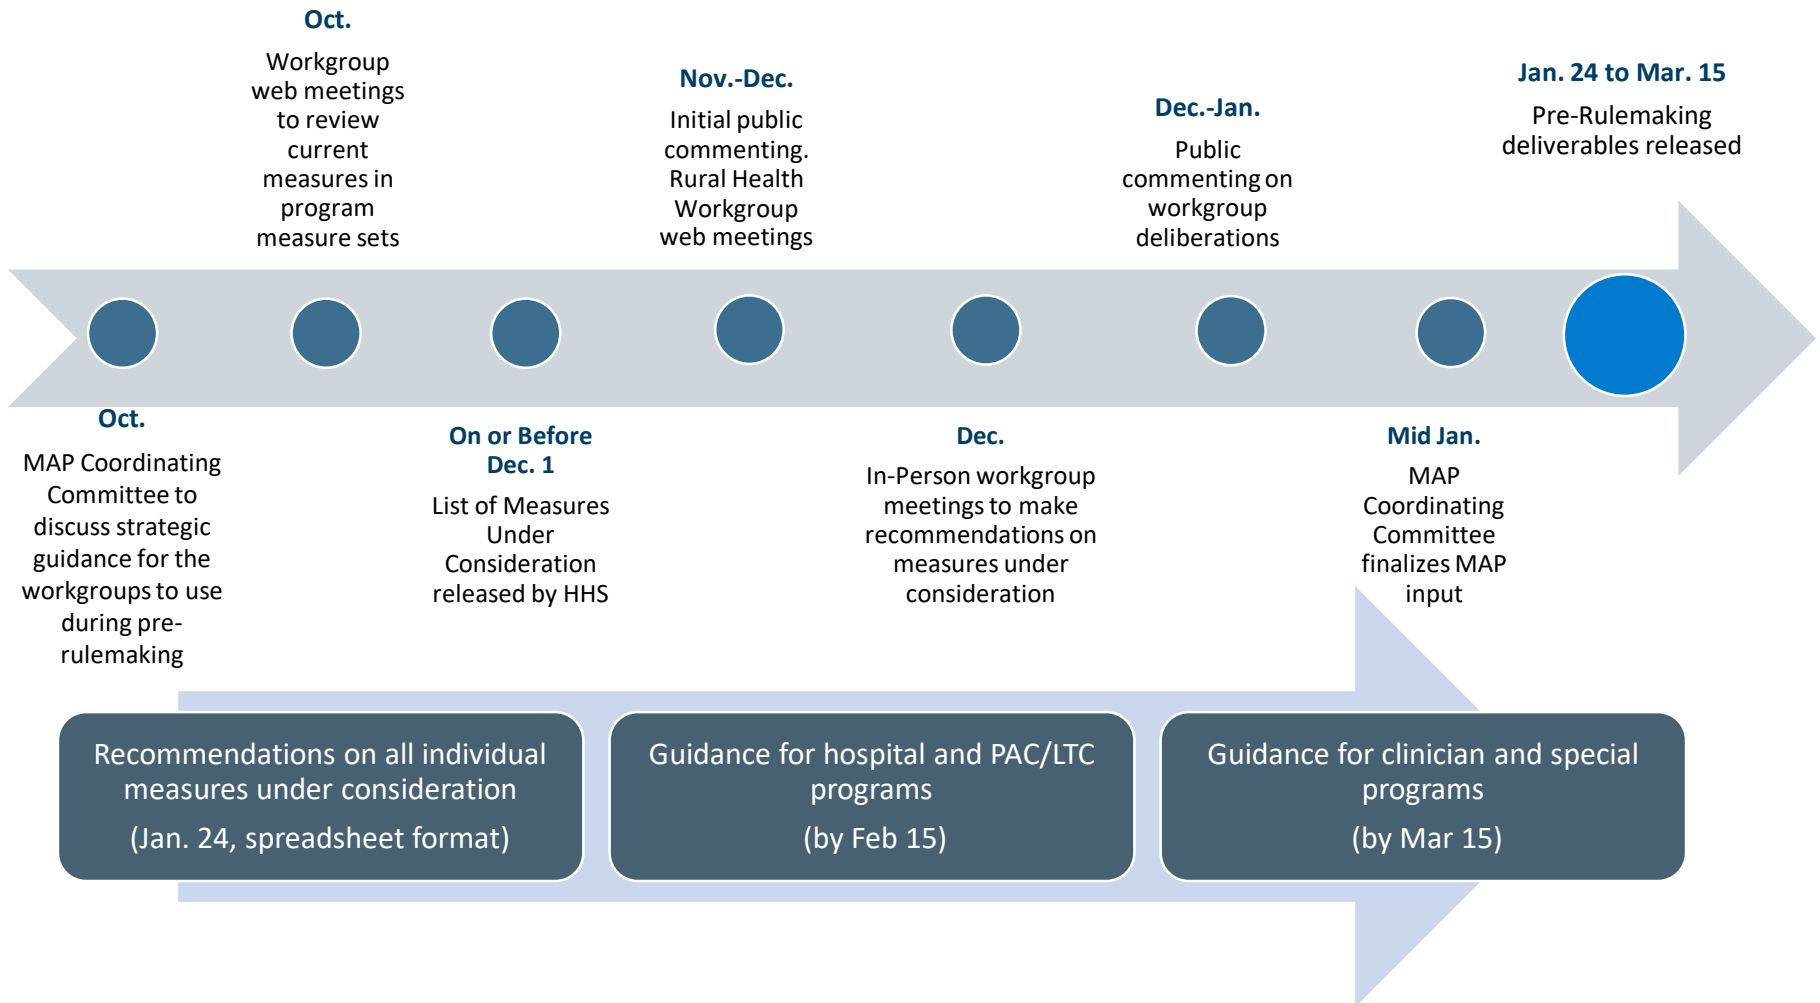 Oct.
Workgroup
web meetings
to review
current
measures in
program
measure sets
Nov.-Dec.
Initial public
commenting.
Rural Health
Workgroup
web meetings
Dec.-Jan.
Public
commenting on
workgroup
deliberations
Jan. 24 to Mar. 15
Pre-Rulemaking
deliverables released
Oct.
MAP Coordinating
Committee to
discuss strategic
guidance for the
workgroups to use
during pre-
rulemaking
On or Before
Dec. 1
List of Measures
Under
Consideration
released by HHS
Dec.
In-Person workgroup
meetings to make
recommendations on
measures under
consideration
Mid Jan.
MAP
Coordinating
Committee
finalizes MAP
input
Recommendations on all individual
measures under consideration
(Jan. 24, spreadsheet format)
Guidance for hospital and PAC/LTC
programs
(by Feb 15)
Guidance for clinician and special
programs
(by Mar 15)